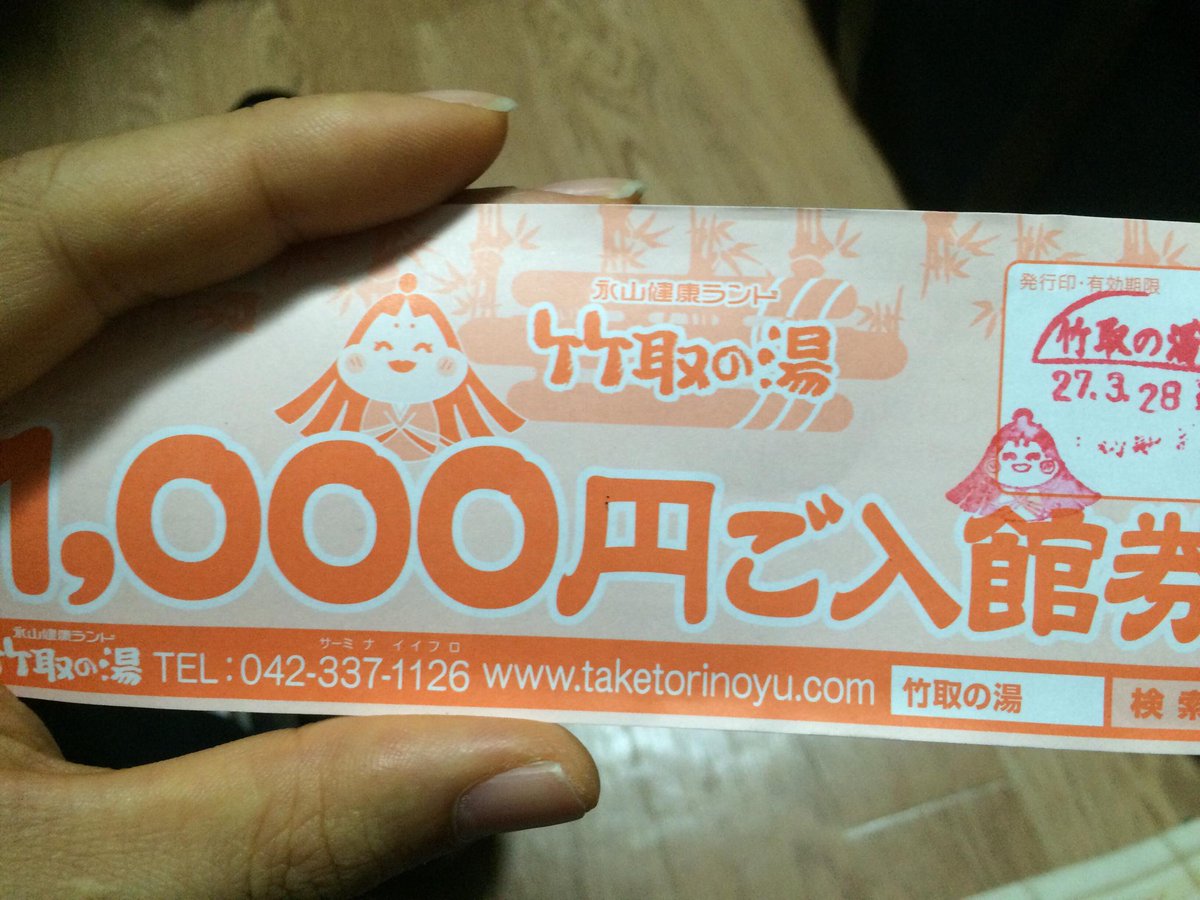 永山健康ランド
竹取の湯
発行印・有効期限
竹取の湯
27.3.28
1,000円ご入館券
永山健康ランド
竹取の湯
サーミナ イイフロ
TEL:042-337-1126 www.taketorinoyu.com 竹取の湯 検索